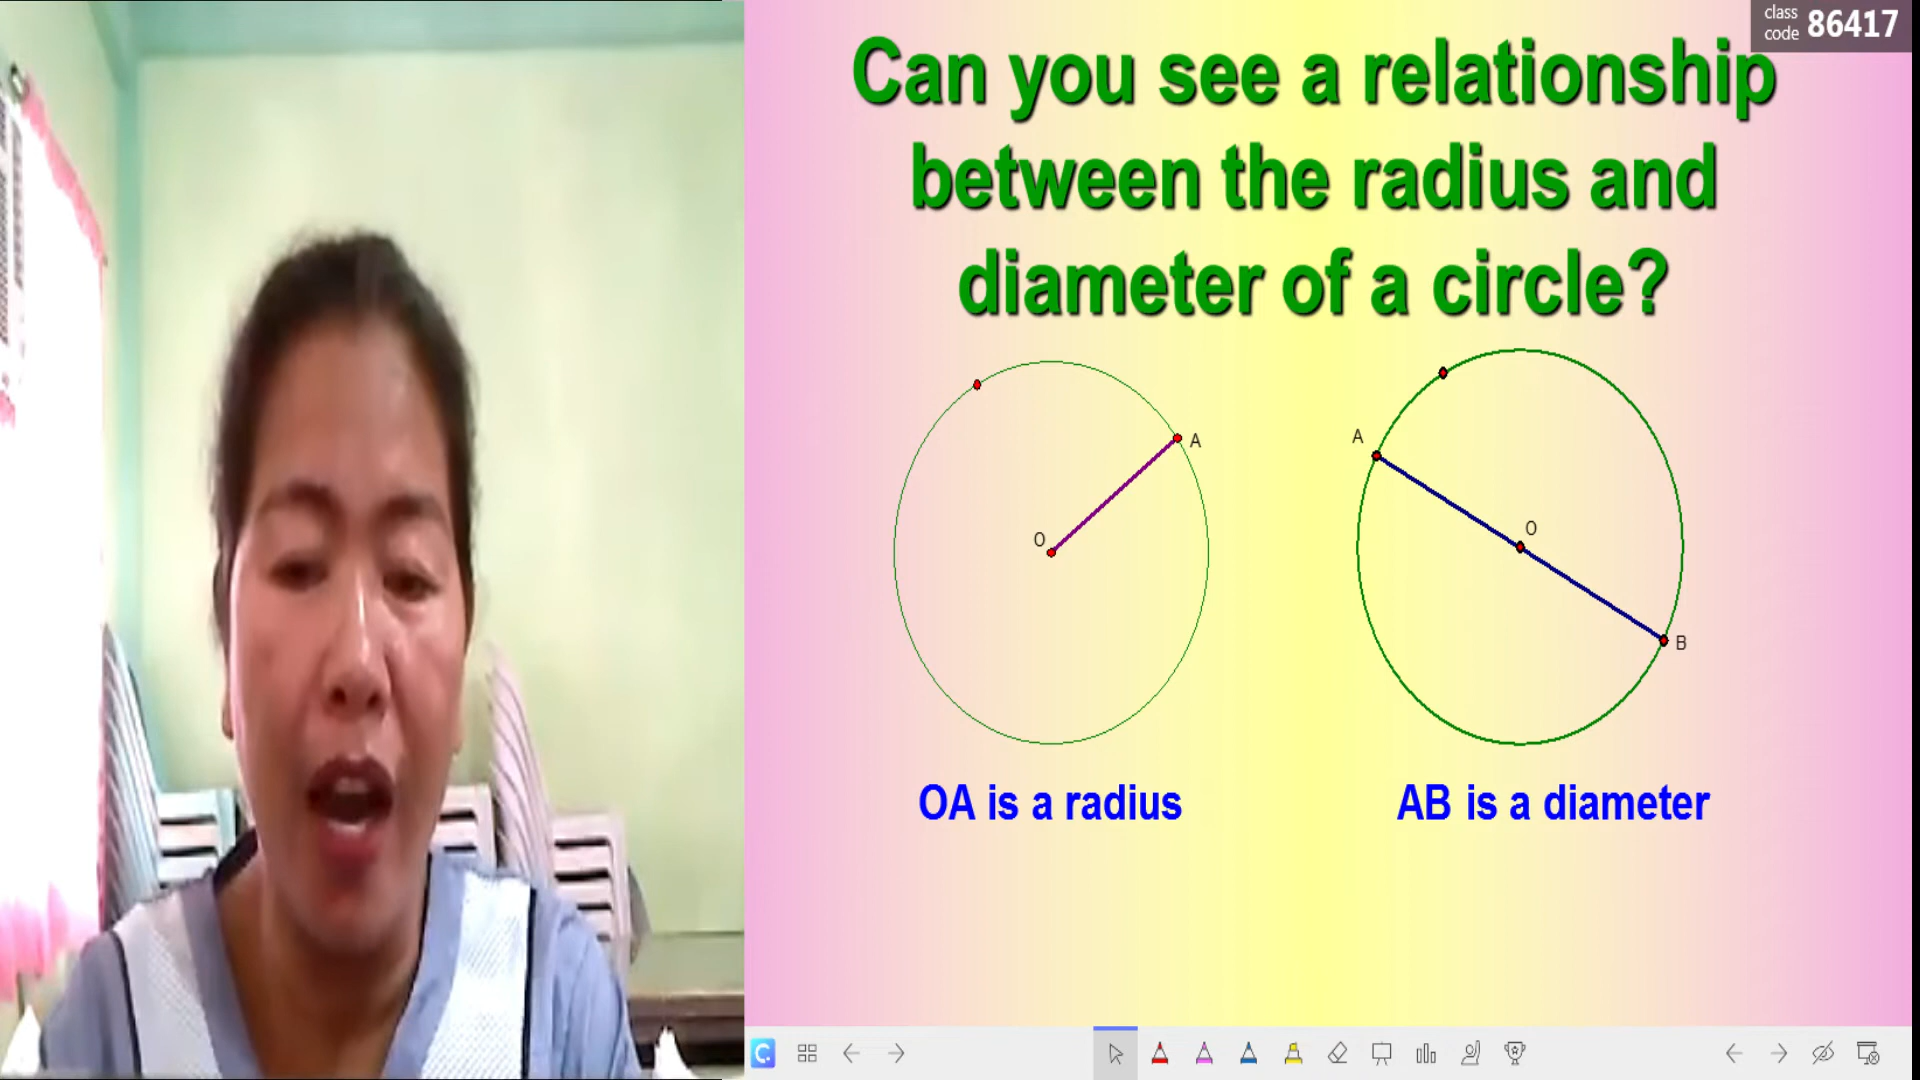 class
code 86417
Can you see a relationship
between the radius and
diameter of a circle?
A
O
A
O
B
OA is a radius
AB is a diameter